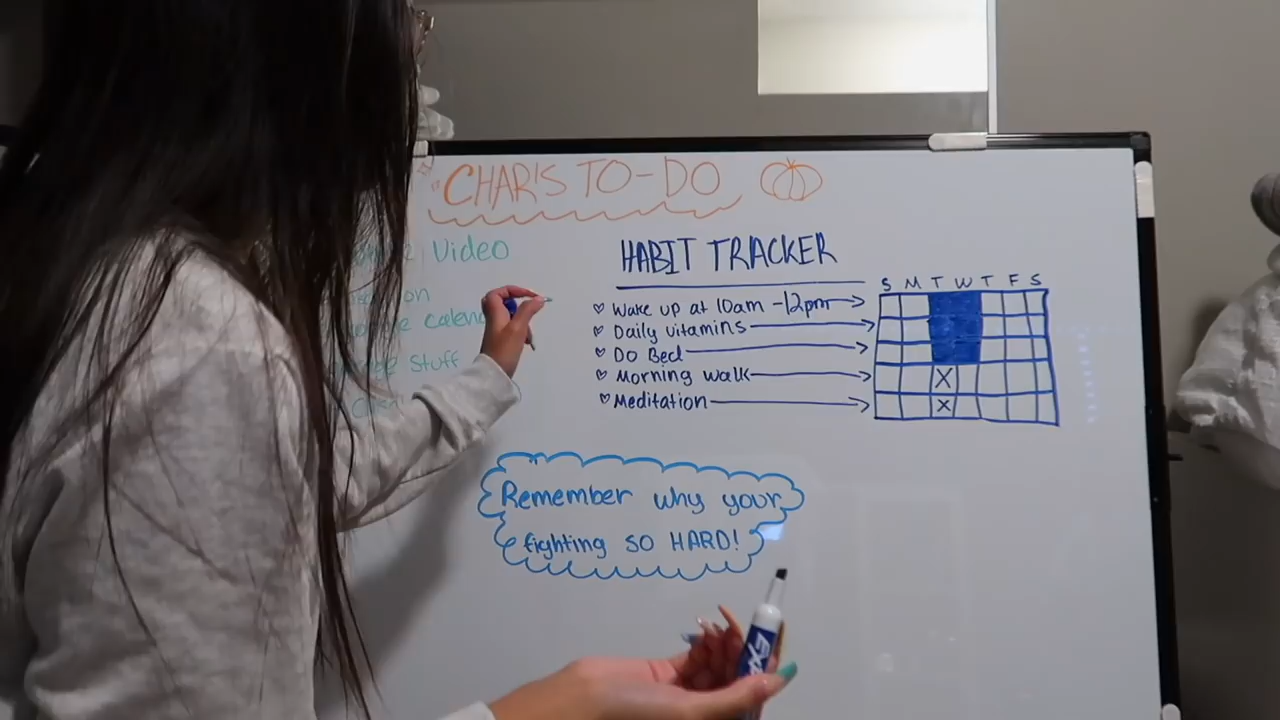 CHAR'S TO-DO
Video
HABIT TRACKER
S M T W T F S
Wake up at 10am - 12pm
Daily vitamins
Do Bed
Morning walk
X
Meditation
X
stuff
Remember why your
fighting SO HARD!